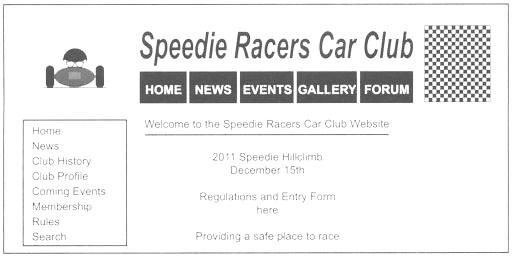 Speedie Racers Car Club
HOME NEWS EVENTS GALLERY FORUM
Welcome to the Speedie Racers Car Club Website
Home
News
Club History
Club Profile
Coming Events
Membership
Rules
Search
2011 Speedie Hillclimb
December 15th
Regulations and Entry Form
here
Providing a safe place to race